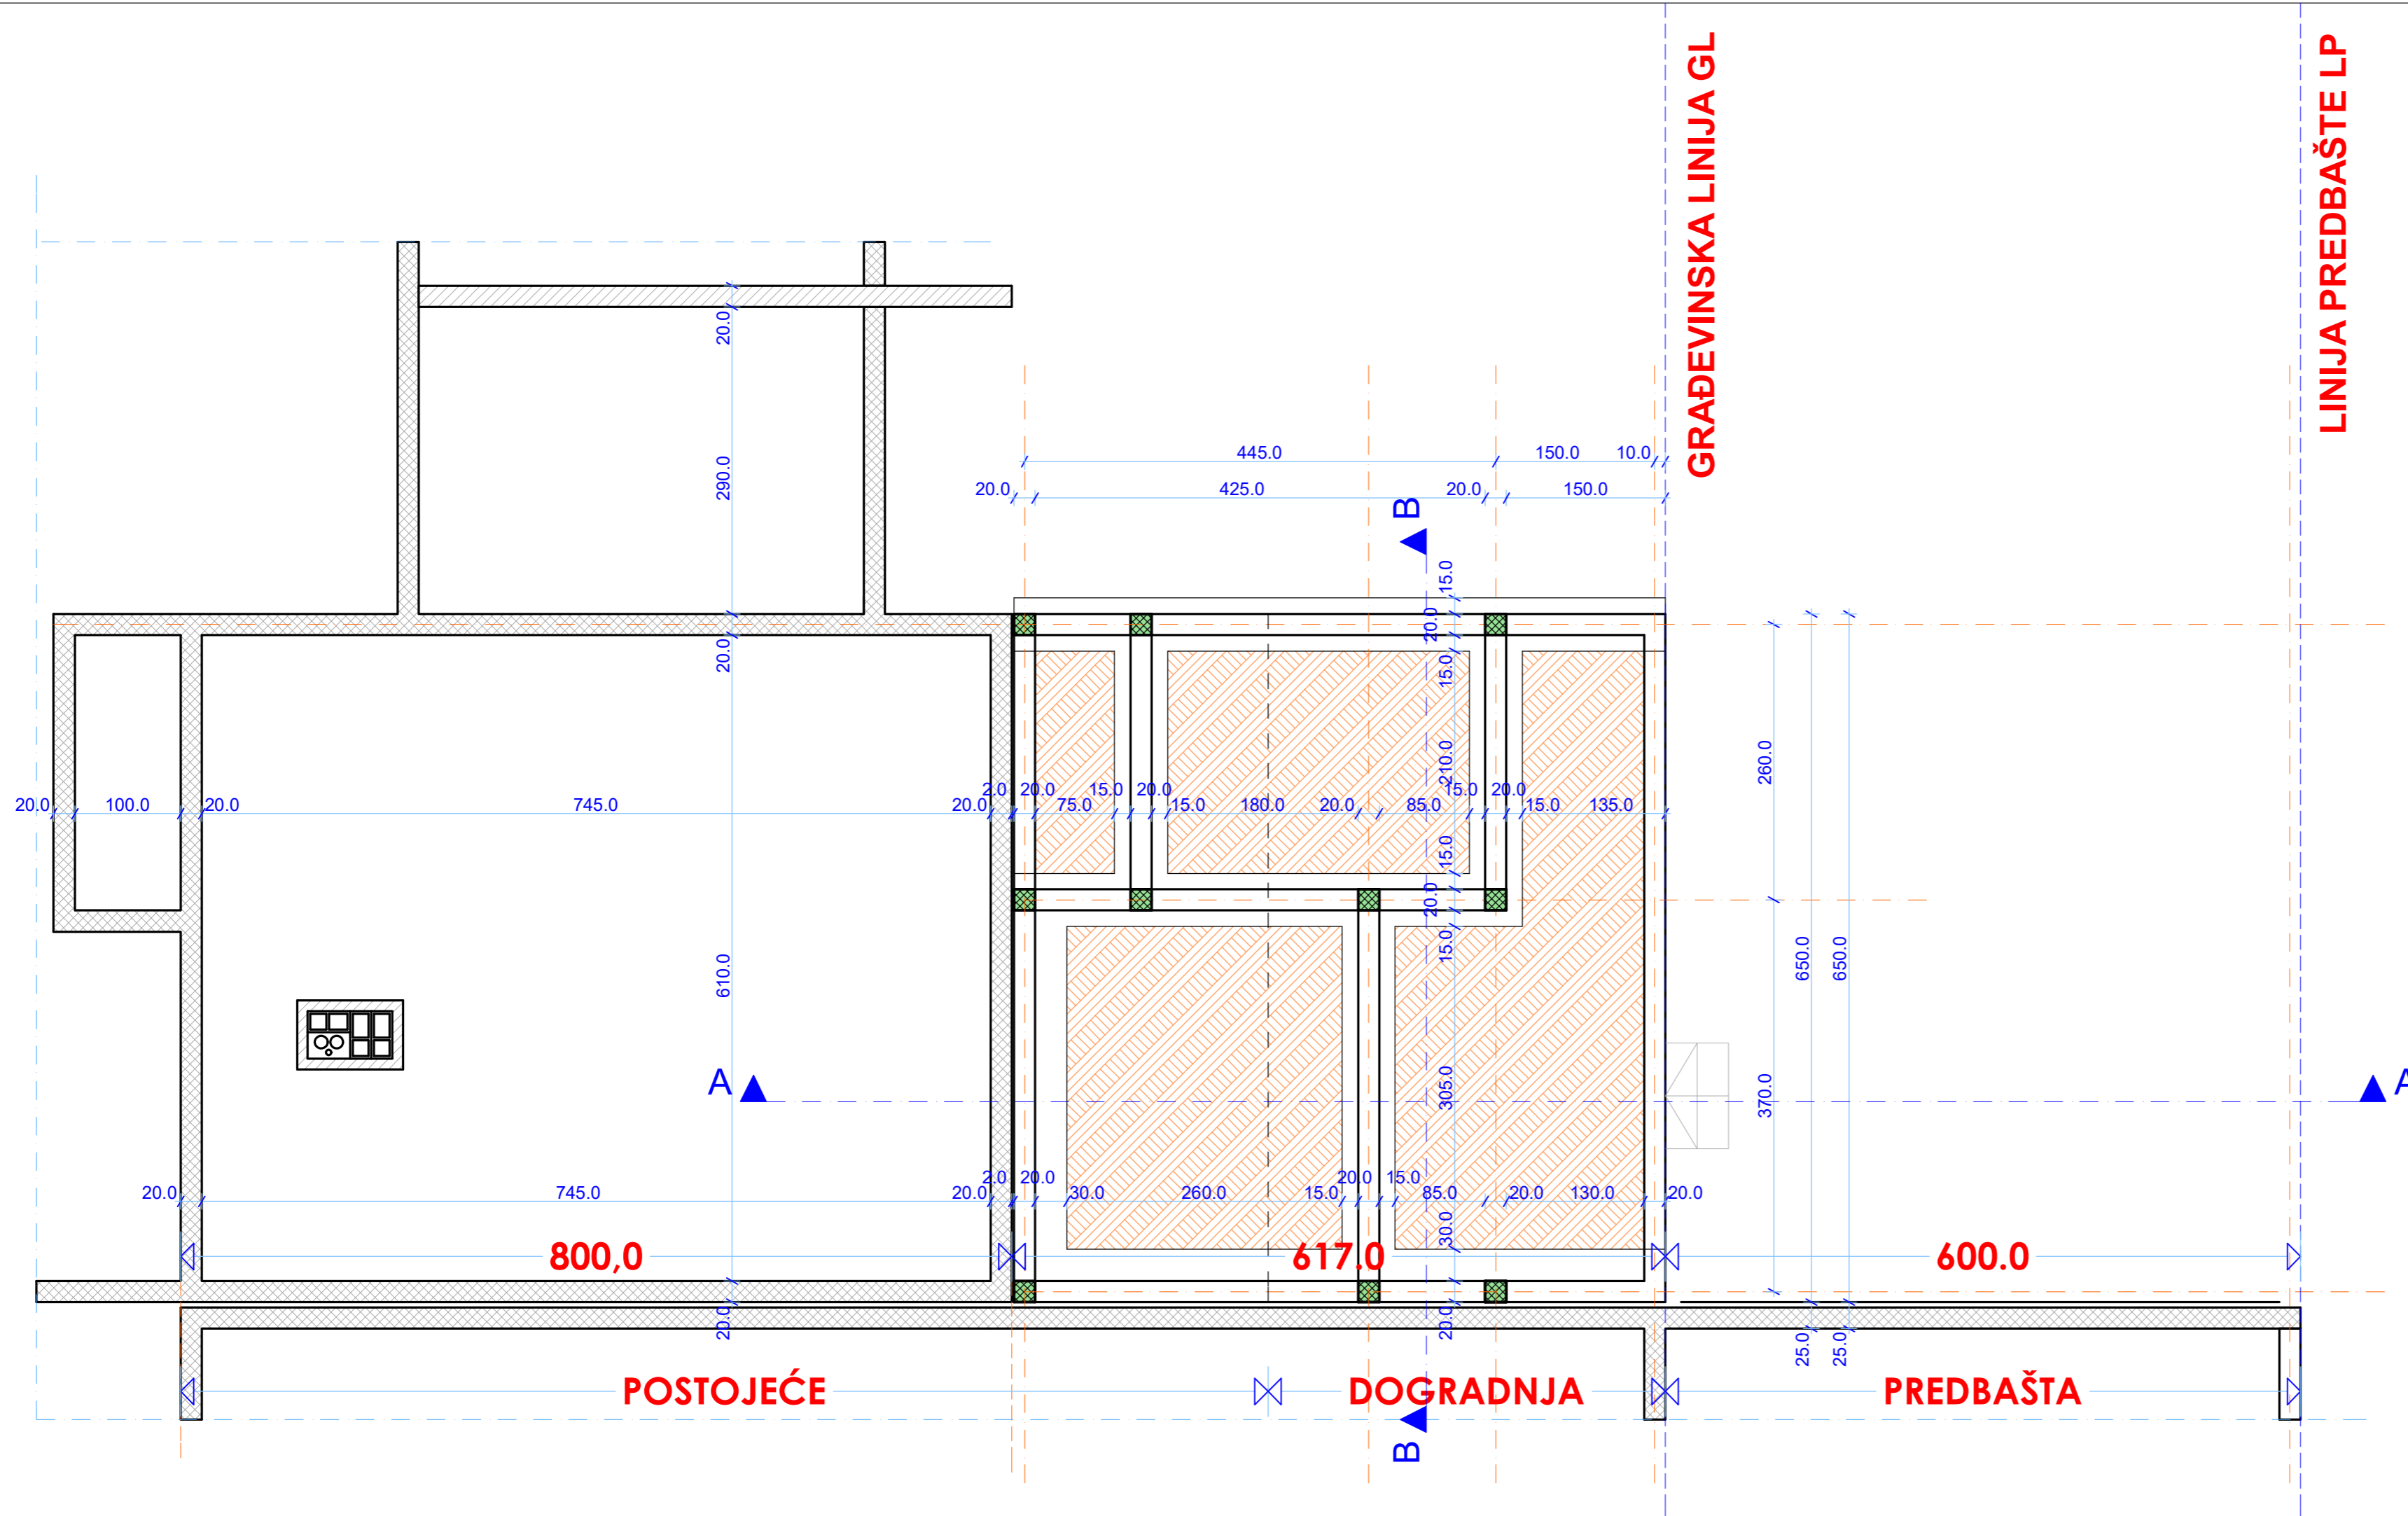 GRAĐEVINSKA LINIJA GL
LINIJA PREDBAŠTE LP
20.0
290.0
445.0 150.0 10.0
20.0 425.0 20.0 150.0
B
15.0
20.0
20.0
15.0
210.0
260.0
2.0 20.0 15.0 20.0 15.0 20.0
20.0 100.0 20.0 745.0 20.0 75.0 15.0 180.0 20.0 85.0 15.0 135.0
15.0
20.0
15.0
610.0
650.0
650.0
A
305.0
370.0
A
2.0 20.0 20.0 15.0
20.0 745.0 20.0 30.0 260.0 15.0 85.0 20.0 130.0 20.0
30.0
800,0 617.0 600.0
20.0
20.0
25.0
25.0
POSTOJEĆE DOGRADNJA PREDBAŠTA
B